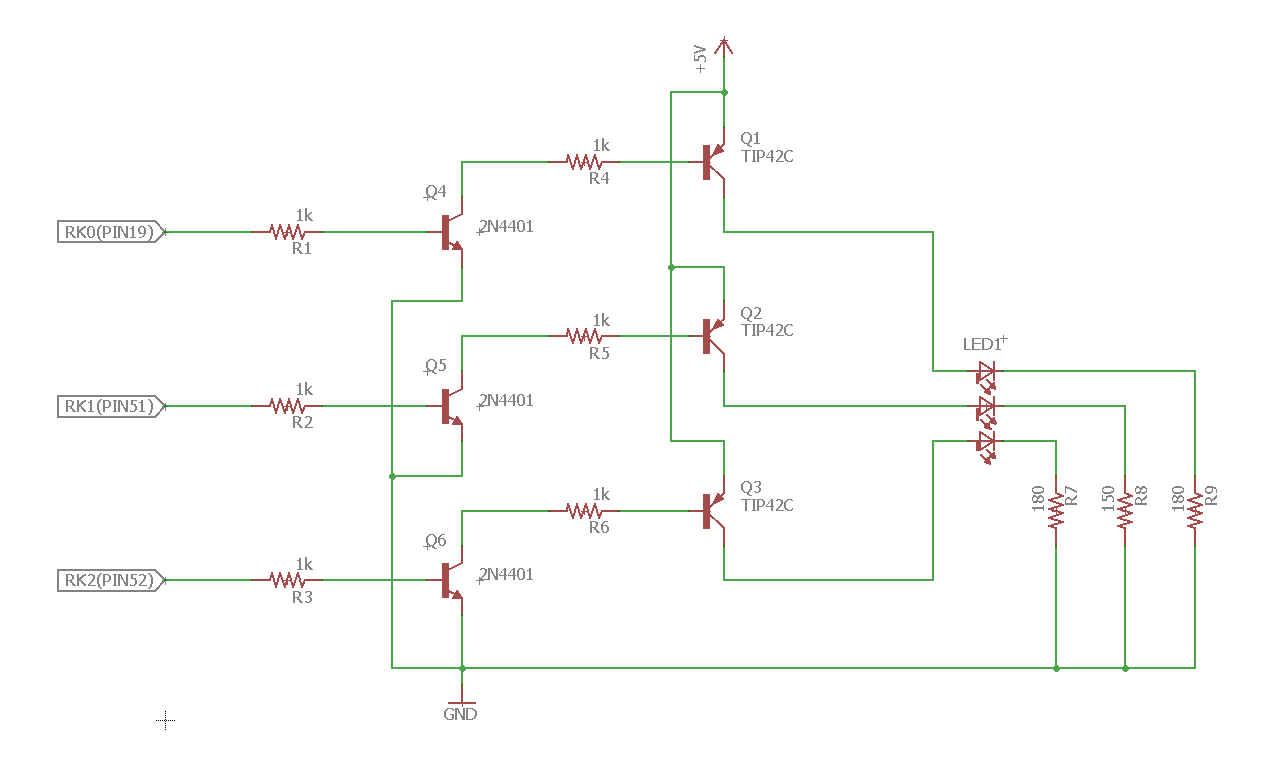 +5V
Q1
TIP42C
1k
R4
Q4
2N4401
RK0(PIN19)
1k
R1
Q2
TIP42C
1k
R5
LED1
Q5
2N4401
RK1(PIN51)
1k
R2
Q3
TIP42C
1k
R6
180
R7
150
R8
180
R9
Q6
2N4401
RK2(PIN52)
1k
R3
GND